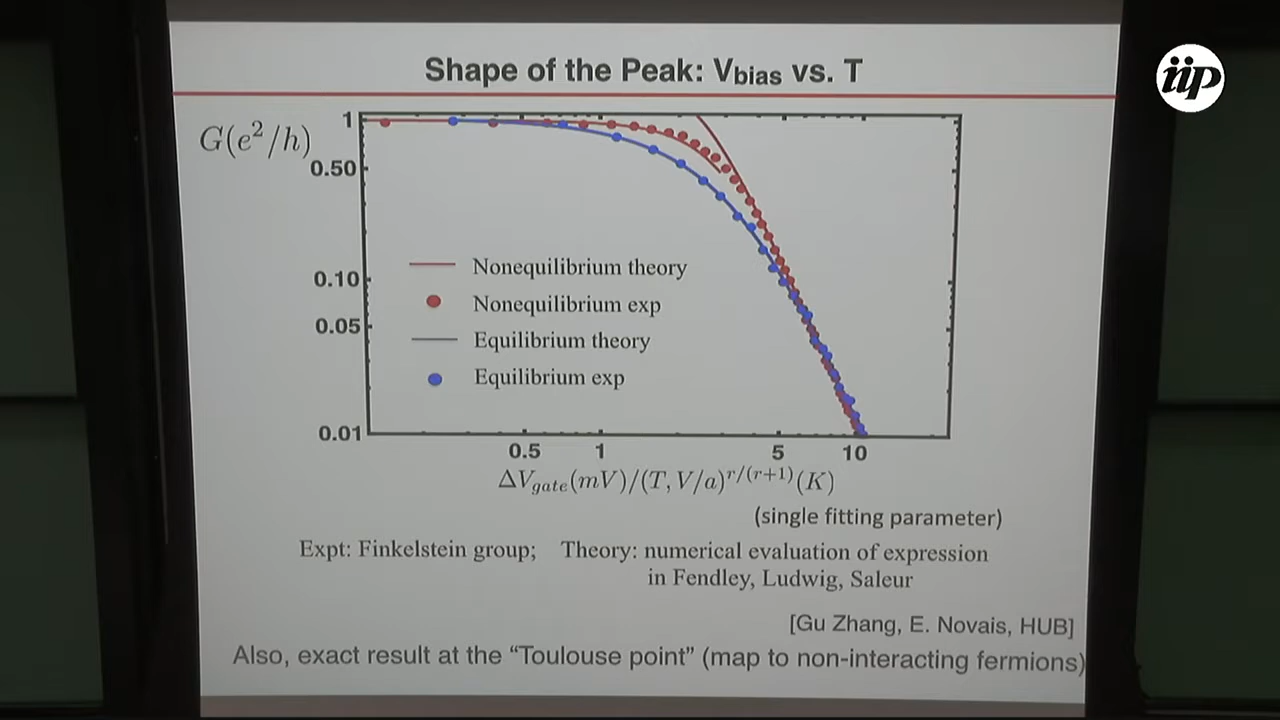 Shape of the Peak: Vbias vs. T
iip
G(e²/h)
1
0.50
0.10
0.05
0.01
Nonequilibrium theory
Nonequilibrium exp
Equilibrium theory
Equilibrium exp
0.5 1 5 10
ΔV_gate(mV)/(T, V/a)^{r/(r+1)}(K)
(single fitting parameter)
Expt: Finkelstein group; Theory: numerical evaluation of expression
in Fendley, Ludwig, Saleur
[Gu Zhang, E. Novais, HUB]
Also, exact result at the “Toulouse point” (map to non-interacting fermions)